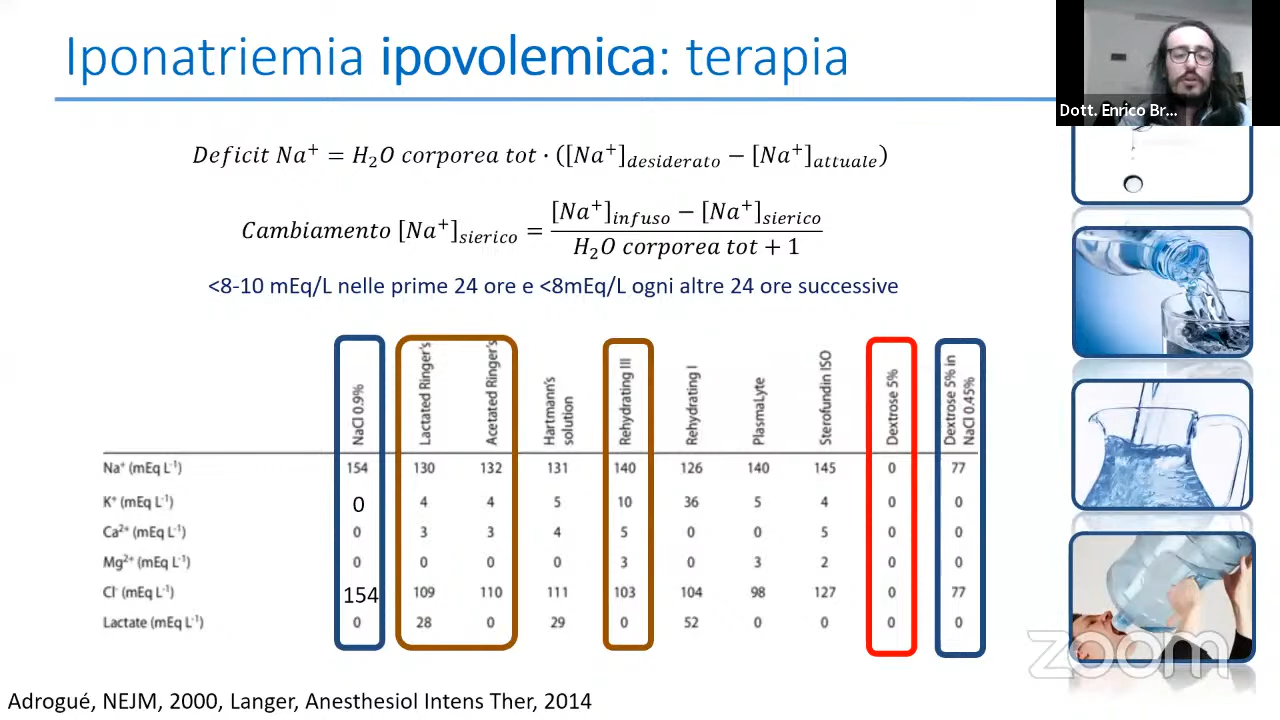 Iponatriemia ipovolemica: terapia
Dott. Enrico Br...
Deficit Na⁺ = H₂O corporea tot · ([Na⁺]desiderato − [Na⁺]attuale)
Cambiamento [Na⁺]sierico = ([Na⁺]infuso − [Na⁺]sierico) / (H₂O corporea tot + 1)
<8-10 mEq/L nelle prime 24 ore e <8mEq/L ogni altre 24 ore successive
NaCl 0.9% Lactated Ringer's Acetated Ringer's Hartmann's solution Rehydrating III Rehydrating I PlasmaLyte Sterofundin ISO Dextrose 5% Dextrose 5% in NaCl 0.45%
Na⁺ (mEq L⁻¹) 154 130 132 131 140 126 140 145 0 77
K⁺ (mEq L⁻¹) 0 4 4 5 10 36 5 4 0 0
Ca²⁺ (mEq L⁻¹) 0 3 3 4 5 0 0 5 0 0
Mg²⁺ (mEq L⁻¹) 0 0 0 0 3 0 3 2 0 0
Cl⁻ (mEq L⁻¹) 154 109 110 111 103 104 98 127 0 77
Lactate (mEq L⁻¹) 0 28 0 29 0 52 0 0 0 0
zoom
Adrogué, NEJM, 2000, Langer, Anesthesiol Intens Ther, 2014